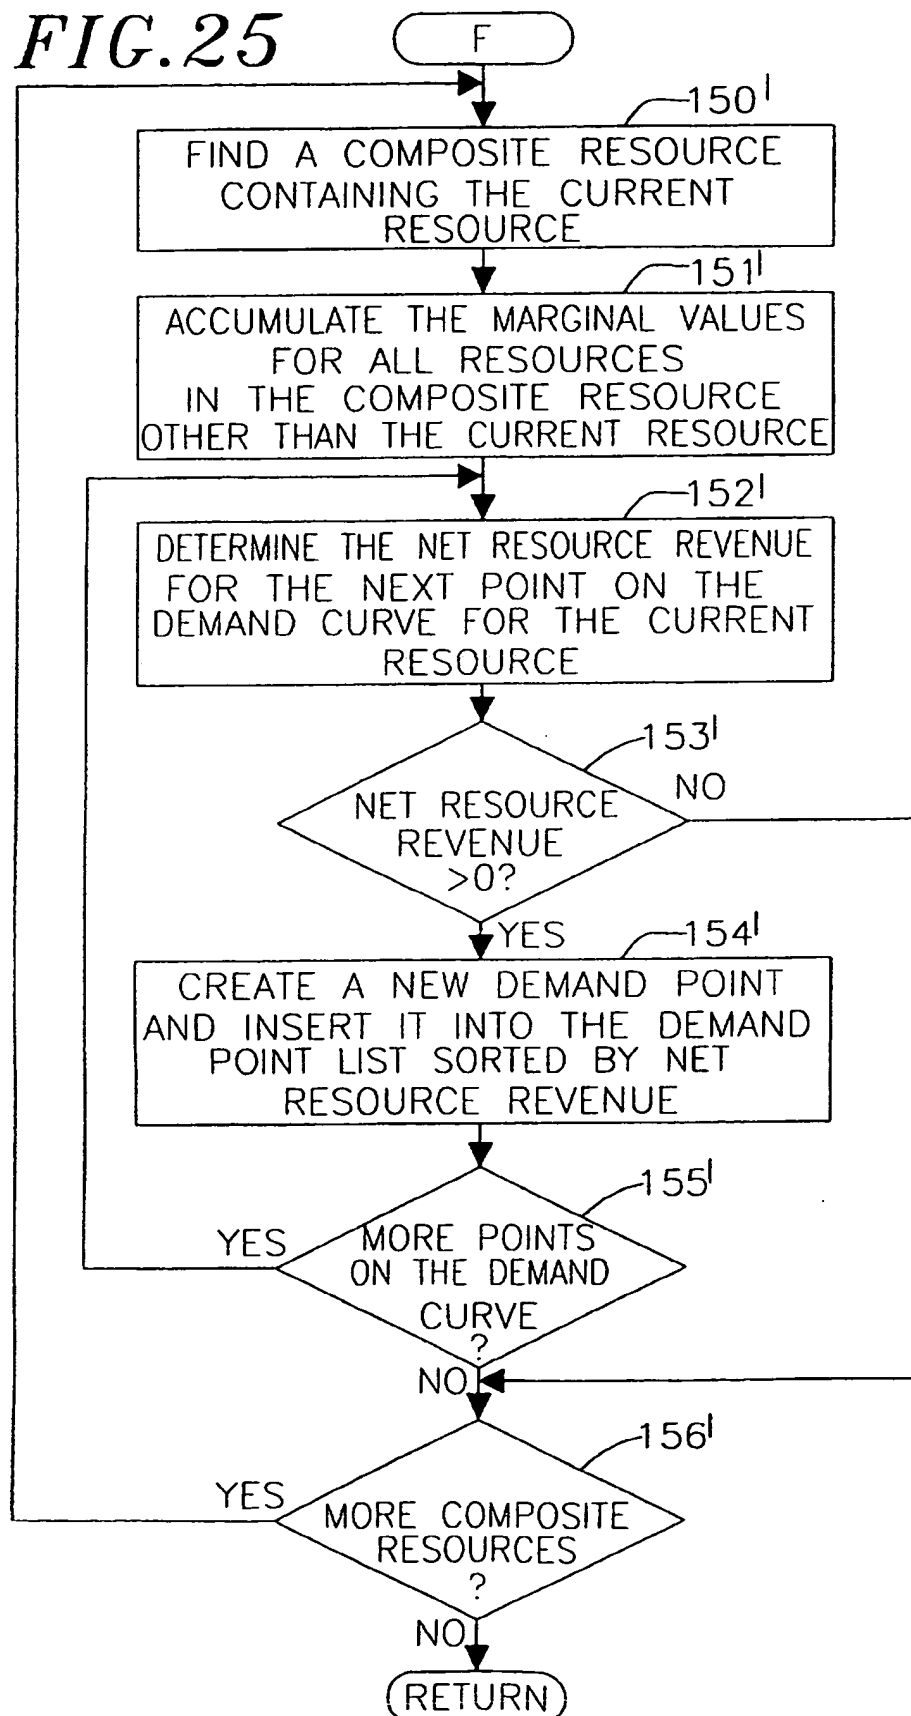 FIG.25
F
150'
FIND A COMPOSITE RESOURCE
CONTAINING THE CURRENT
RESOURCE
151'
ACCUMULATE THE MARGINAL VALUES
FOR ALL RESOURCES
IN THE COMPOSITE RESOURCE
OTHER THAN THE CURRENT RESOURCE
152'
DETERMINE THE NET RESOURCE REVENUE
FOR THE NEXT POINT ON THE
DEMAND CURVE FOR THE CURRENT
RESOURCE
153'
NO
NET RESOURCE
REVENUE
>0?
YES
154'
CREATE A NEW DEMAND POINT
AND INSERT IT INTO THE DEMAND
POINT LIST SORTED BY NET
RESOURCE REVENUE
155'
YES
MORE POINTS
ON THE DEMAND
CURVE
?
NO
156'
YES
MORE COMPOSITE
RESOURCES
?
NO
RETURN